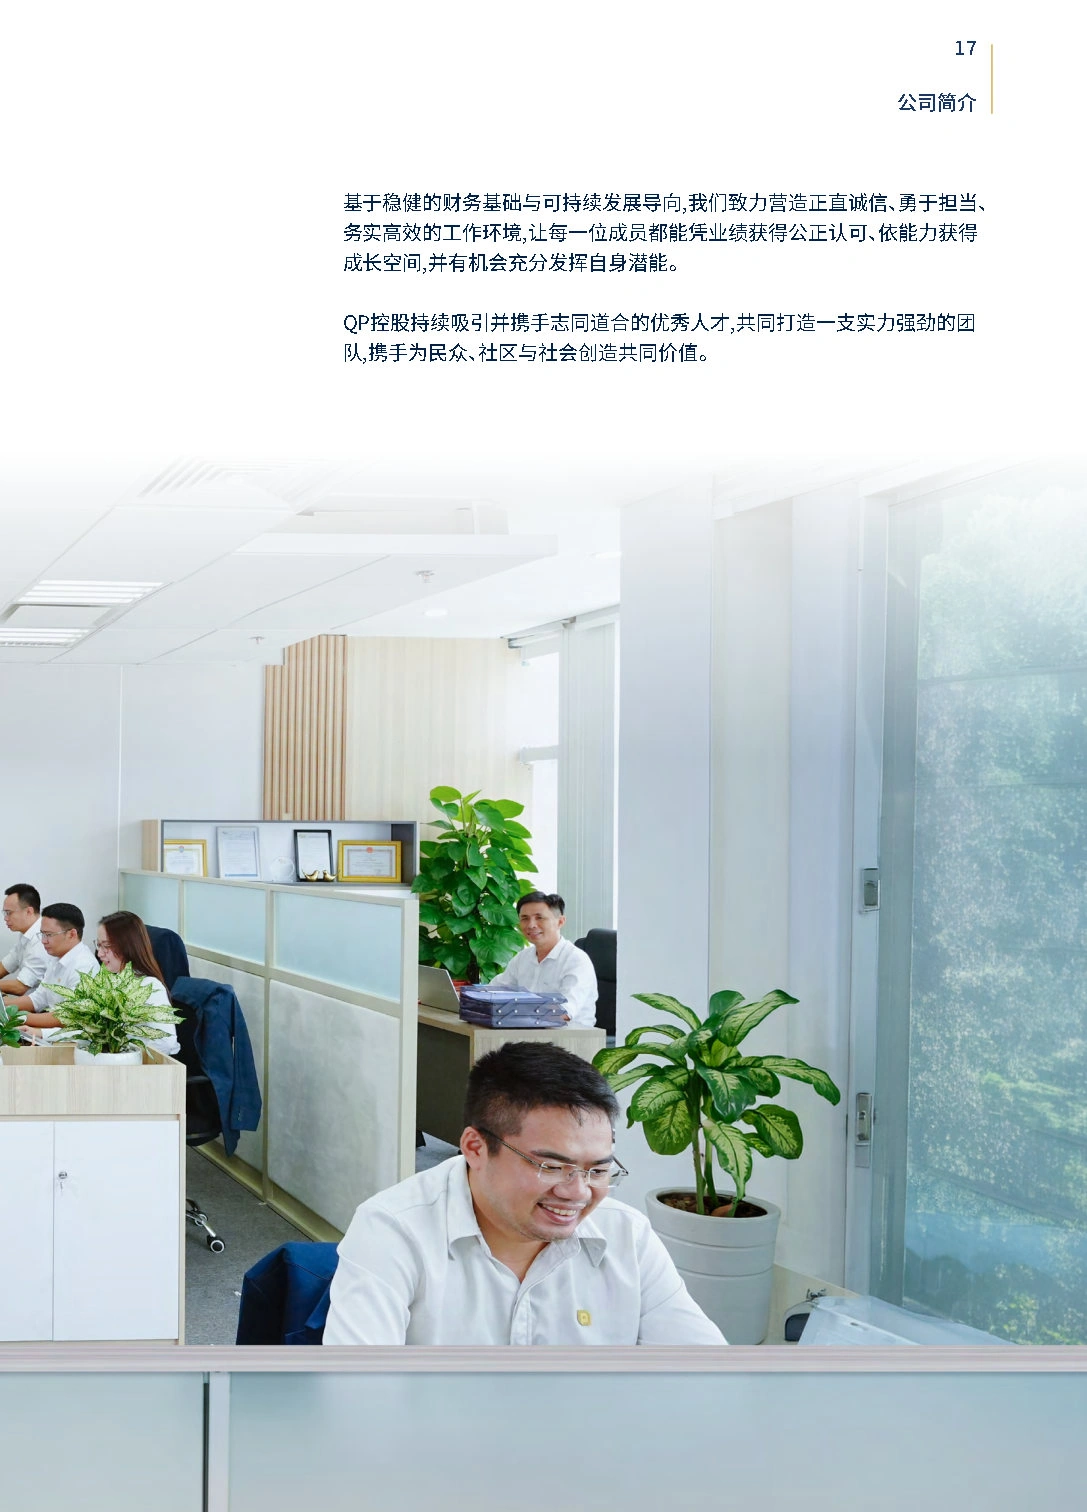 17
公司简介
基于稳健的财务基础与可持续发展导向,我们致力营造正直诚信、勇于担当、
务实高效的工作环境,让每一位成员都能凭业绩获得公正认可、依能力获得
成长空间,并有机会充分发挥自身潜能。
QP控股持续吸引并携手志同道合的优秀人才,共同打造一支实力强劲的团
队,携手为民众、社区与社会创造共同价值。